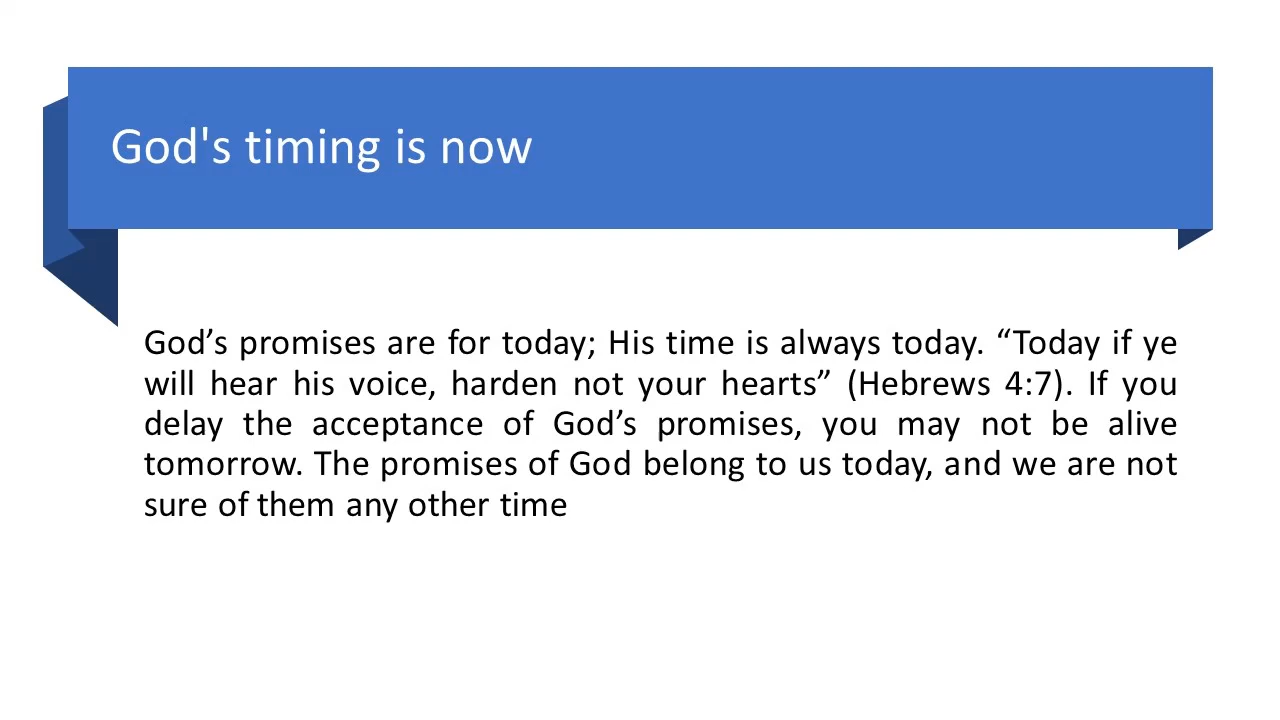 God's timing is now
God’s promises are for today; His time is always today. “Today if ye
will hear his voice, harden not your hearts” (Hebrews 4:7). If you
delay the acceptance of God’s promises, you may not be alive
tomorrow. The promises of God belong to us today, and we are not
sure of them any other time